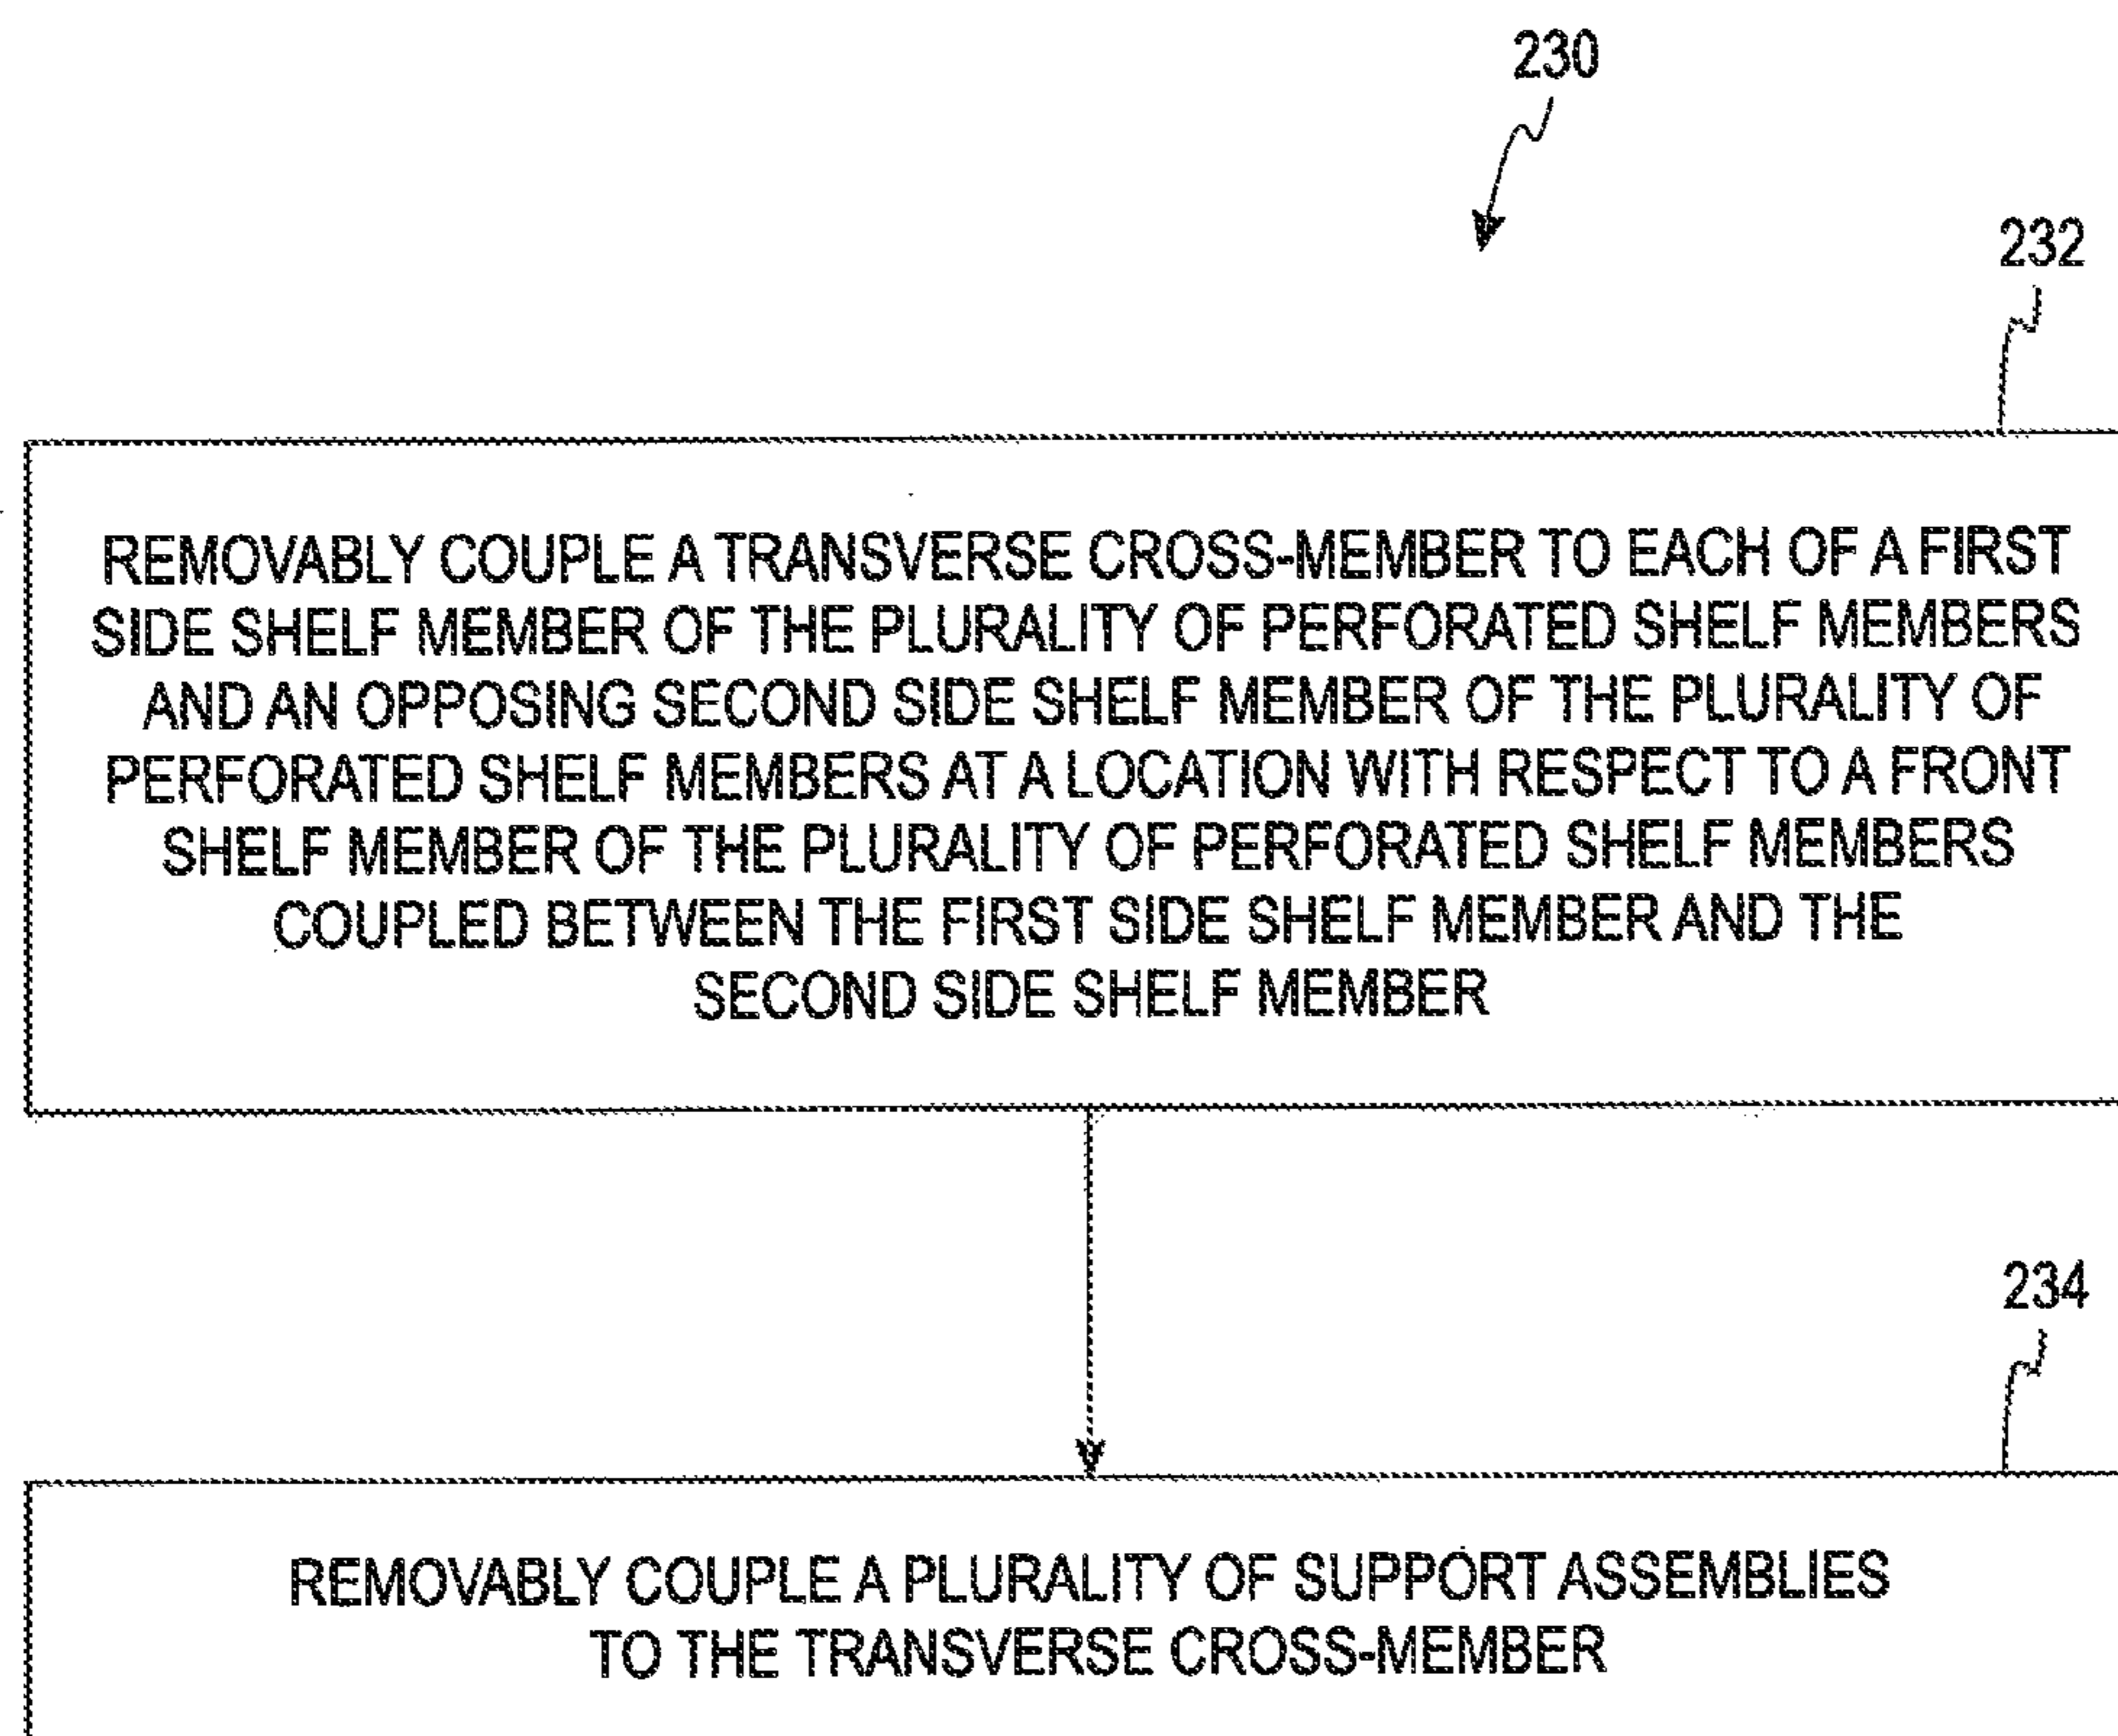 230
232
REMOVABLY COUPLE A TRANSVERSE CROSS-MEMBER TO EACH OF A FIRST
SIDE SHELF MEMBER OF THE PLURALITY OF PERFORATED SHELF MEMBERS
AND AN OPPOSING SECOND SIDE SHELF MEMBER OF THE PLURALITY OF
PERFORATED SHELF MEMBERS AT A LOCATION WITH RESPECT TO A FRONT
SHELF MEMBER OF THE PLURALITY OF PERFORATED SHELF MEMBERS
COUPLED BETWEEN THE FIRST SIDE SHELF MEMBER AND THE
SECOND SIDE SHELF MEMBER
234
REMOVABLY COUPLE A PLURALITY OF SUPPORT ASSEMBLIES
TO THE TRANSVERSE CROSS-MEMBER